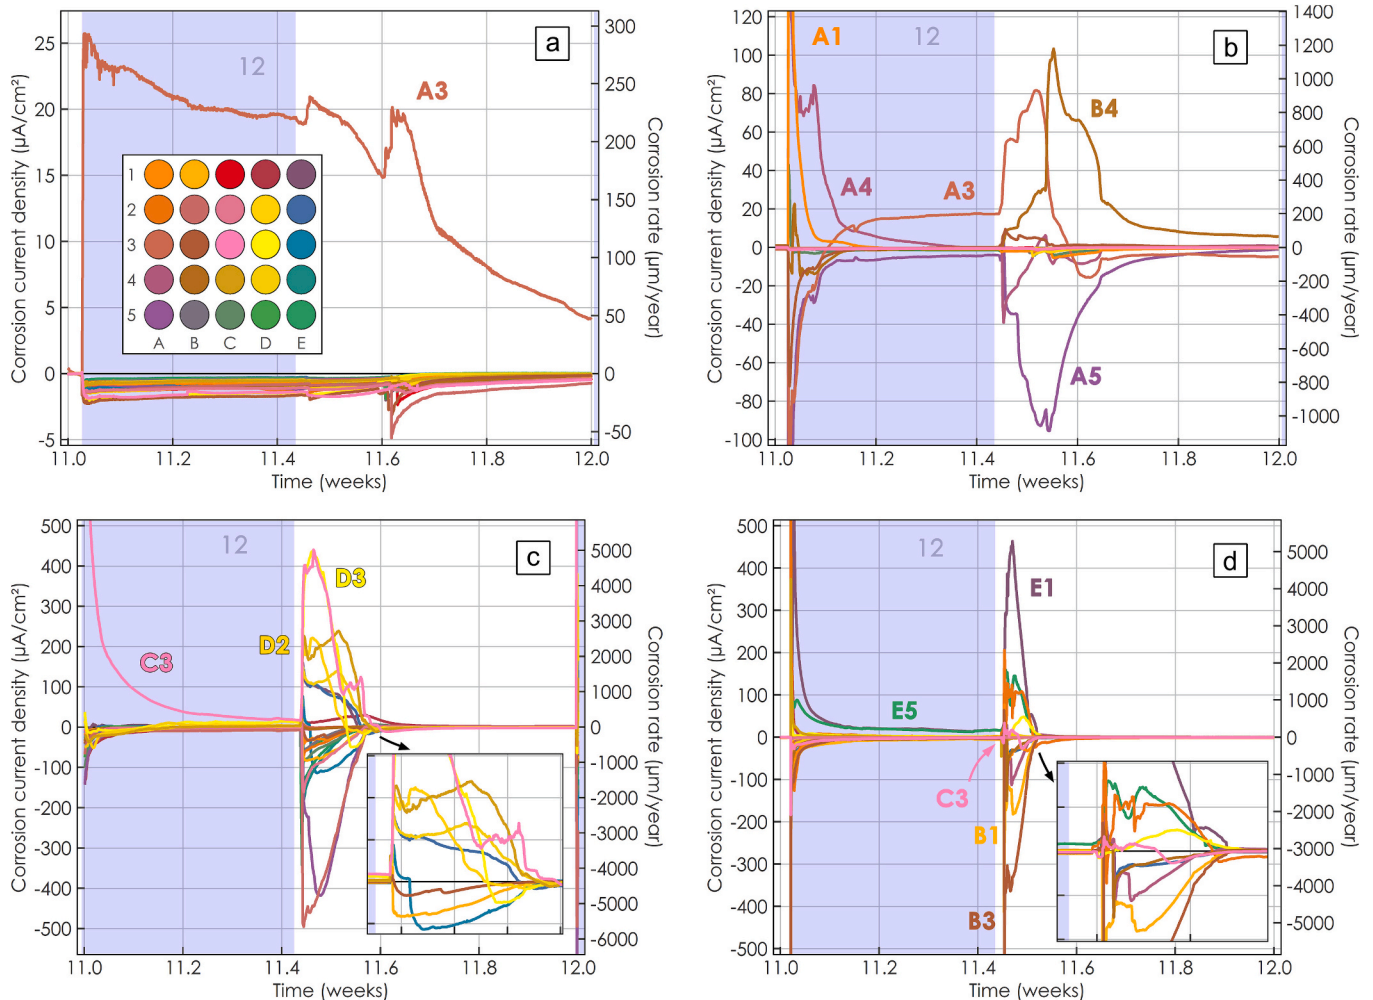 a
Corrosion current density (µA/cm²)
25
20
15
10
5
0
-5
12
A3
1
2
3
4
5
A B C D E
300
250
200
150
100
50
0
-50
Corrosion rate (µm/year)
11.0 11.2 11.4 11.6 11.8 12.0
Time (weeks)
b
Corrosion current density (µA/cm²)
120
100
80
60
40
20
0
-20
-40
-60
-80
-100
A1
12
A4
A3
B4
A5
1400
1200
1000
800
600
400
200
0
-200
-400
-600
-800
-1000
Corrosion rate (µm/year)
11.0 11.2 11.4 11.6 11.8 12.0
Time (weeks)
c
Corrosion current density (µA/cm²)
500
400
300
200
100
0
-100
-200
-300
-400
-500
12
C3
D2
D3
5000
4000
3000
2000
1000
0
-1000
-2000
-3000
-4000
-5000
-6000
Corrosion rate (µm/year)
11.0 11.2 11.4 11.6 11.8 12.0
Time (weeks)
d
Corrosion current density (µA/cm²)
500
400
300
200
100
0
-100
-200
-300
-400
-500
12
E1
E5
C3
B1
B3
5000
4000
3000
2000
1000
0
-1000
-2000
-3000
-4000
-5000
Corrosion rate (µm/year)
11.0 11.2 11.4 11.6 11.8 12.0
Time (weeks)